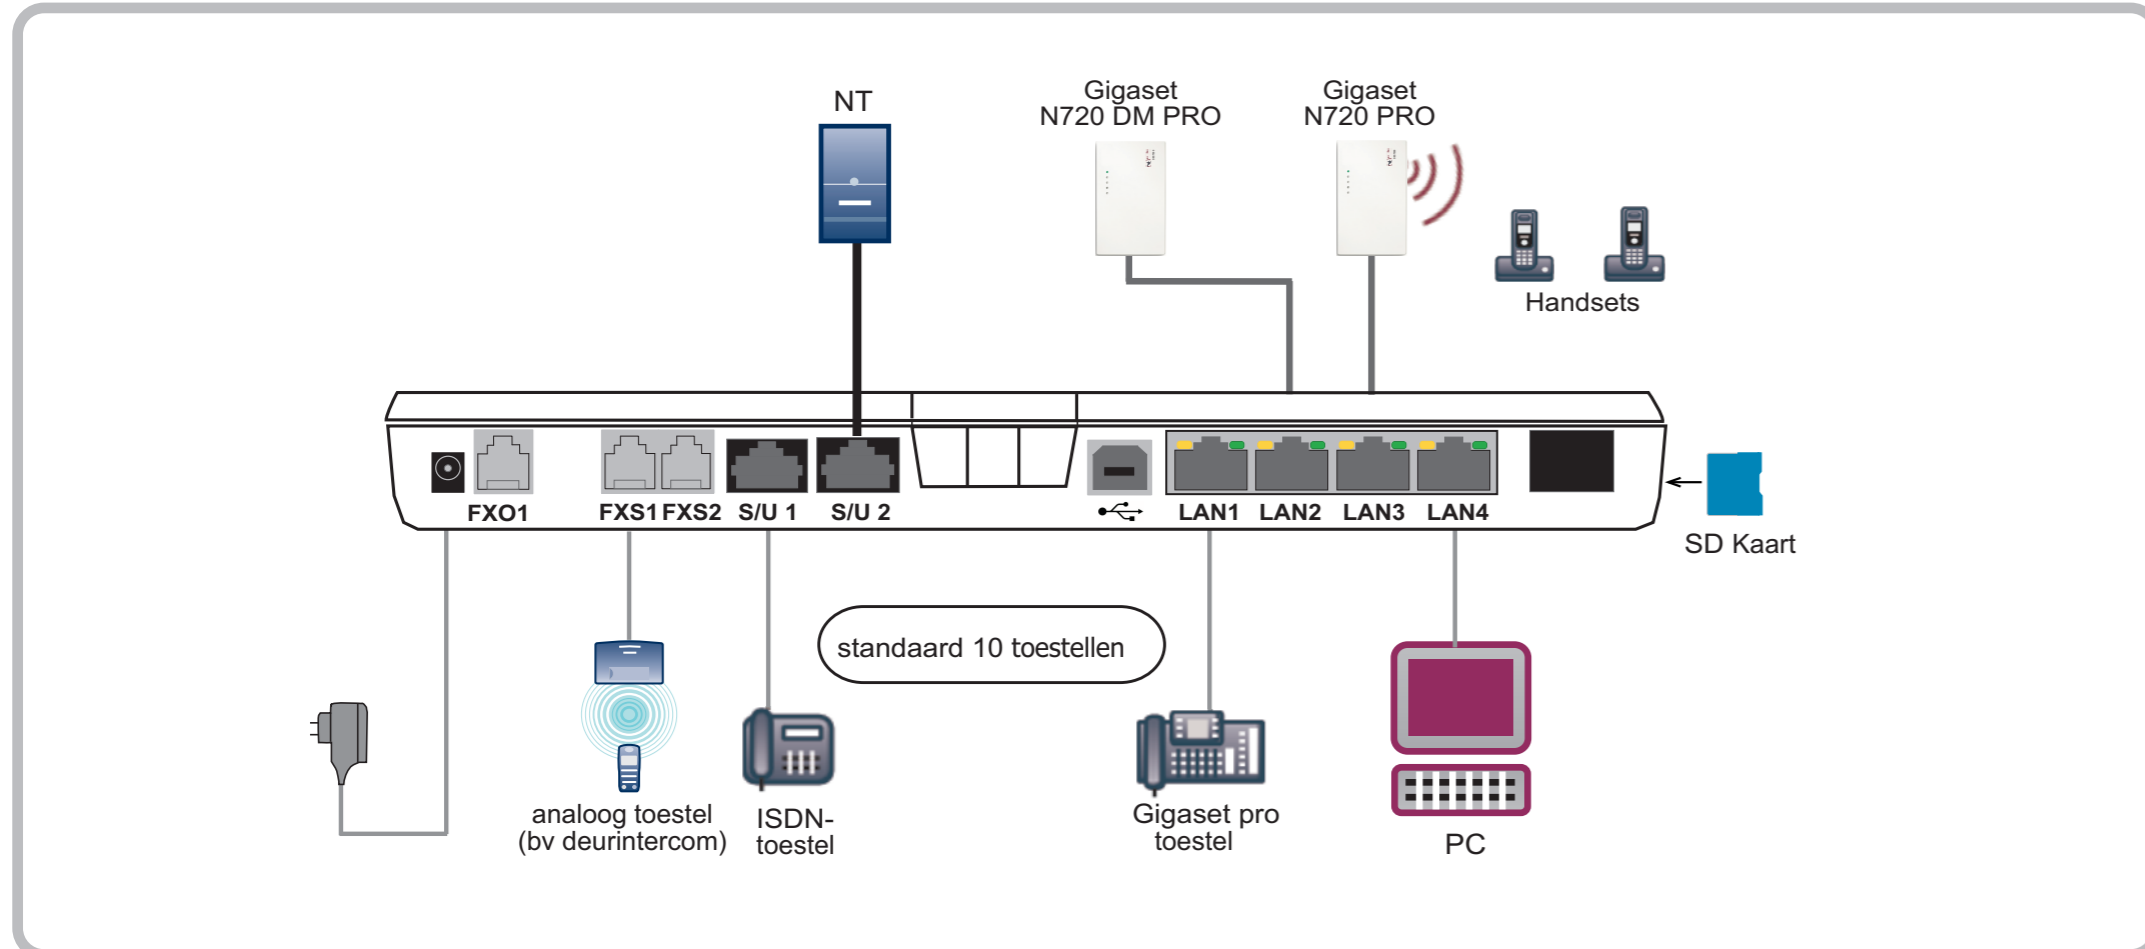 NT
Gigaset
N720 DM PRO
Gigaset
N720 PRO
Handsets
FXO1
FXS1
FXS2
S/U 1
S/U 2
LAN1
LAN2
LAN3
LAN4
SD Kaart
standaard 10 toestellen
analoog toestel
(bv deurintercom)
ISDN-
toestel
Gigaset pro
toestel
PC